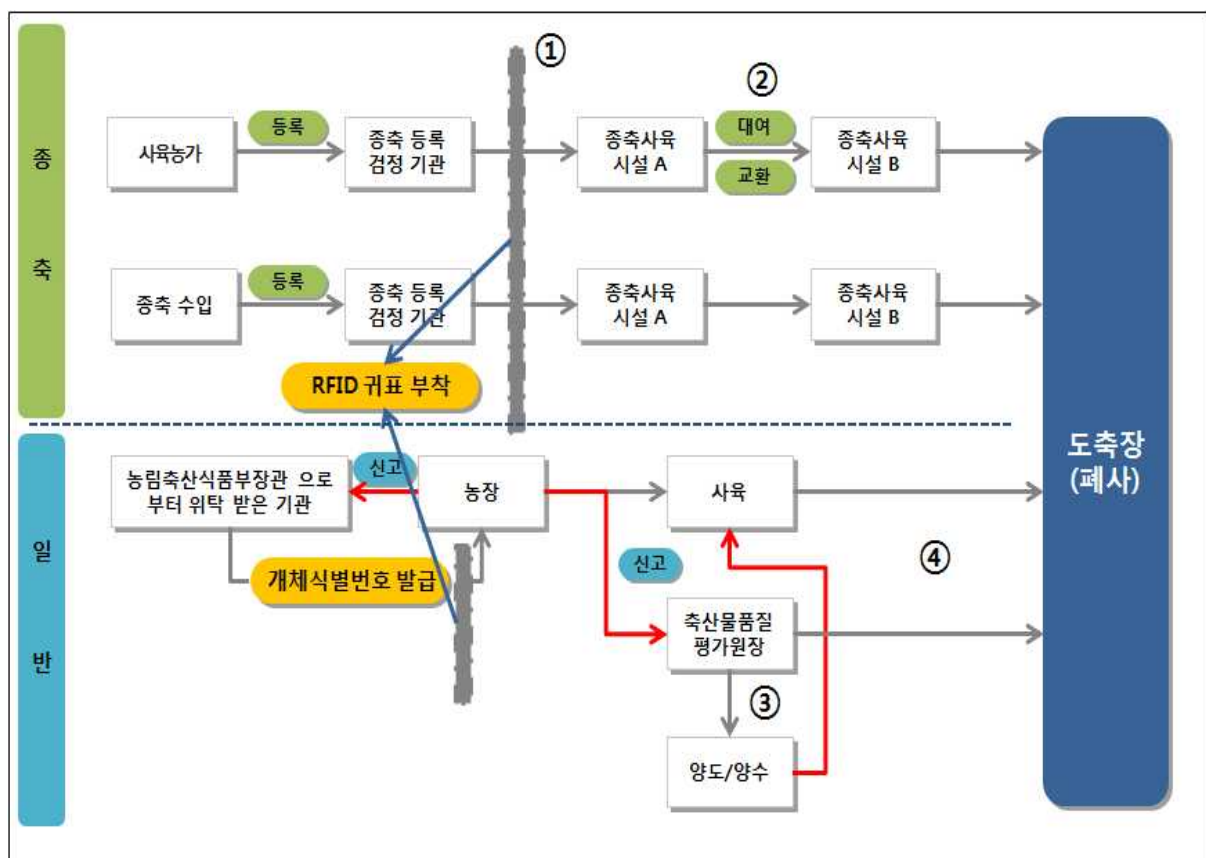 종
축
①
②
사육농가
등록
종축 등록
검정 기관
종축사육
시설 A
대여
교환
종축사육
시설 B
종축 수입
등록
종축 등록
검정 기관
종축사육
시설 A
종축사육
시설 B
RFID 귀표 부착
도축장
(폐사)
일
반
농림축산식품부장관 으로
부터 위탁 받은 기관
신고
농장
사육
개체식별번호 발급
신고
④
축산물품질
평가원장
③
양도/양수